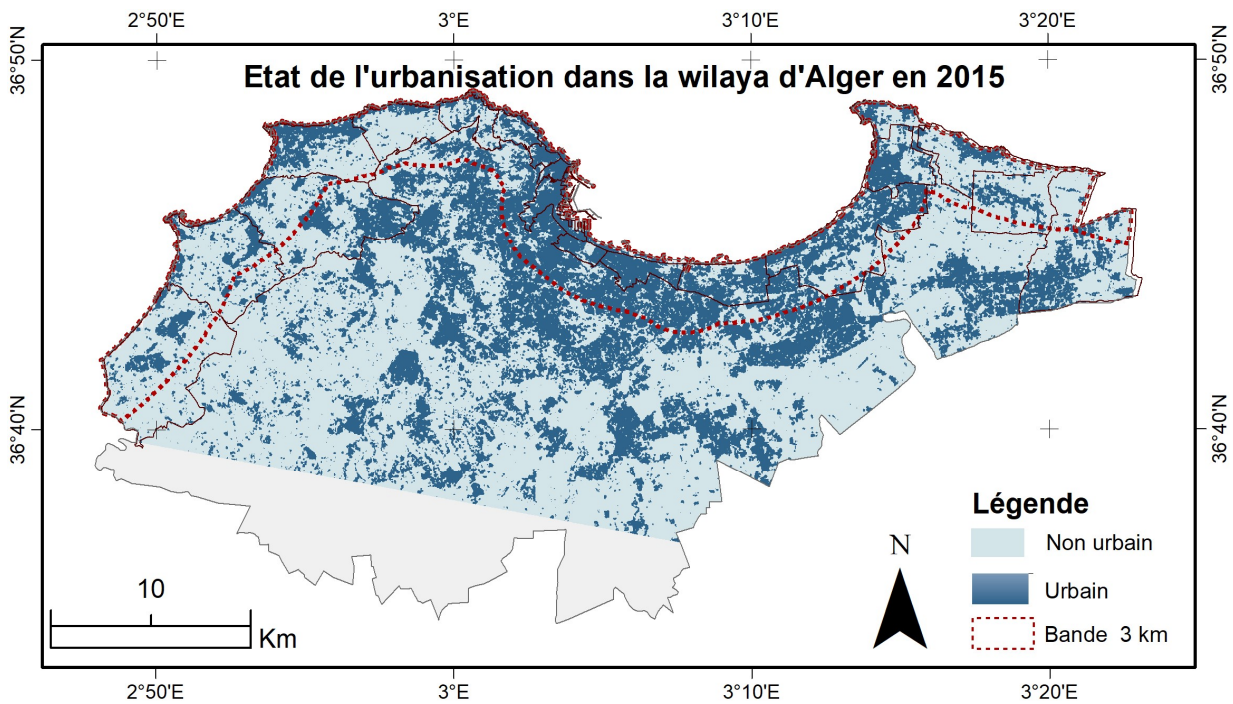 2°50'E 3°E 3°10'E 3°20'E
36°50'N 36°50'N
Etat de l'urbanisation dans la wilaya d'Alger en 2015
36°40'N 36°40'N
Légende
Non urbain
Urbain
Bande 3 km
N
10
Km
2°50'E 3°E 3°10'E 3°20'E